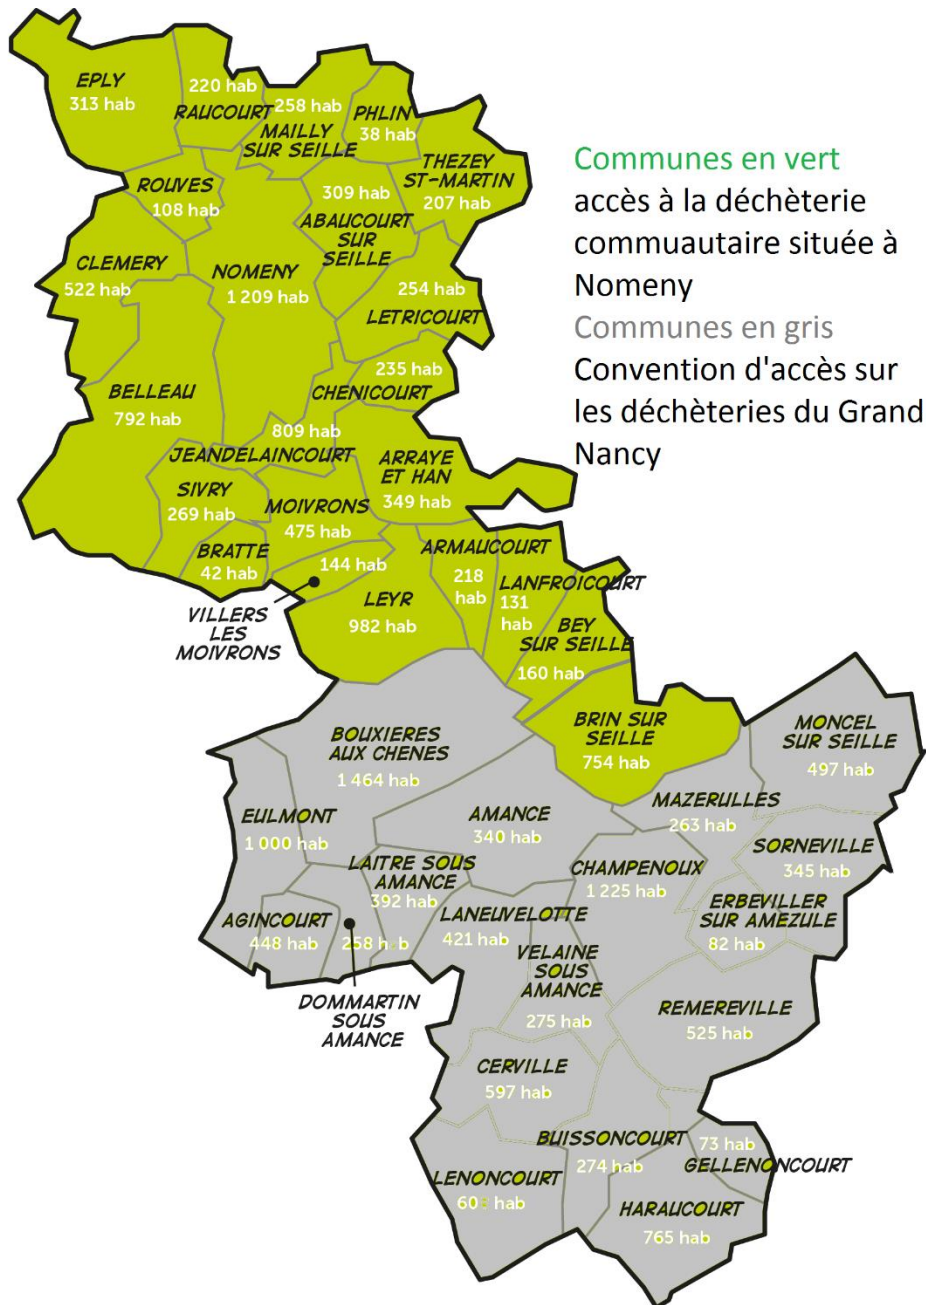 EPLY
313 hab
220 hab
RAUCOURT
258 hab
MAILLY
SUR SEILLE
PHLIN
38 hab
THEZEY
ST-MARTIN
207 hab
ROUVES
108 hab
309 hab
ABAUCOURT
SUR
SEILLE
CLEMERY
522 hab
NOMENY
1 209 hab
254 hab
LETRICOURT
235 hab
CHENICOURT
BELLEAU
792 hab
809 hab
JEANDELAINCOURT
ARRAYE
ET HAN
349 hab
SIVRY
269 hab
MOIVRONS
475 hab
BRATTE
42 hab
144 hab
VILLERS
LES
MOIVRONS
LEYR
982 hab
ARMAUCOURT
218
hab
LANFROICOURT
131
hab
BEY
SUR SEILLE
160 hab
BRIN SUR
SEILLE
754 hab
Communes en vert
accès à la déchèterie
commuautaire située à
Nomeny
Communes en gris
Convention d'accès sur
les déchèteries du Grand
Nancy
BOUXIERES
AUX CHENES
1 464 hab
MONCEL
SUR SEILLE
497 hab
EULMONT
1 000 hab
AMANCE
340 hab
MAZERULLES
263 hab
SORNEVILLE
345 hab
LAITRE SOUS
AMANCE
392 hab
CHAMPENOUX
1 225 hab
ERBEVILLER
SUR AMEZULE
82 hab
AGINCOURT
448 hab
258 hab
DOMMARTIN
SOUS
AMANCE
LANEUVELOTTE
421 hab
VELAINE
SOUS
AMANCE
275 hab
REMEREVILLE
525 hab
CERVILLE
597 hab
BUISSONCOURT
274 hab
73 hab
GELLENONCOURT
LENONCOURT
hab
HARAUCOURT
765 hab